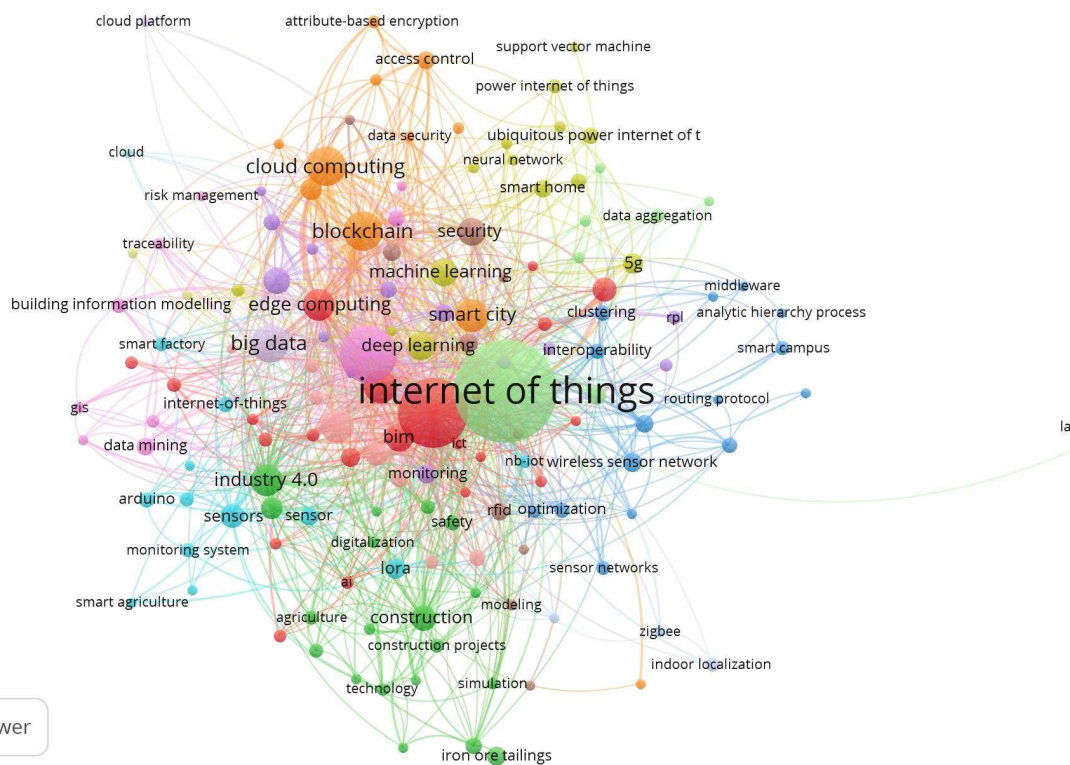 cloud platform
attribute-based encryption
support vector machine
access control
power internet of things
data security
ubiquitous power internet of t
cloud
neural network
cloud computing
smart home
risk management
data aggregation
blockchain
security
traceability
5g
machine learning
middleware
building information modelling
edge computing
smart city
clustering
rpl
analytic hierarchy process
smart factory
big data
deep learning
interoperability
smart campus
internet of things
routing protocol
gis
internet-of-things
la
bim
ict
data mining
nb-iot
wireless sensor network
monitoring
industry 4.0
arduino
sensors
sensor
safety
rfid
optimization
digitalization
monitoring system
lora
sensor networks
ai
smart agriculture
agriculture
construction
modeling
construction projects
zigbee
indoor localization
technology
simulation
wer
iron ore tailings